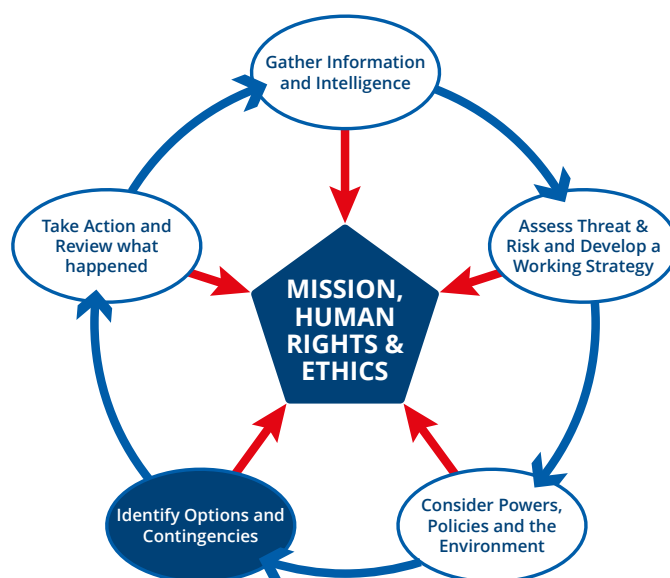 Gather Information
and Intelligence
Take Action and
Review what
happened
Assess Threat &
Risk and Develop a
Working Strategy
MISSION,
HUMAN
RIGHTS &
ETHICS
Identify Options and
Contingencies
Consider Powers,
Policies and the
Environment